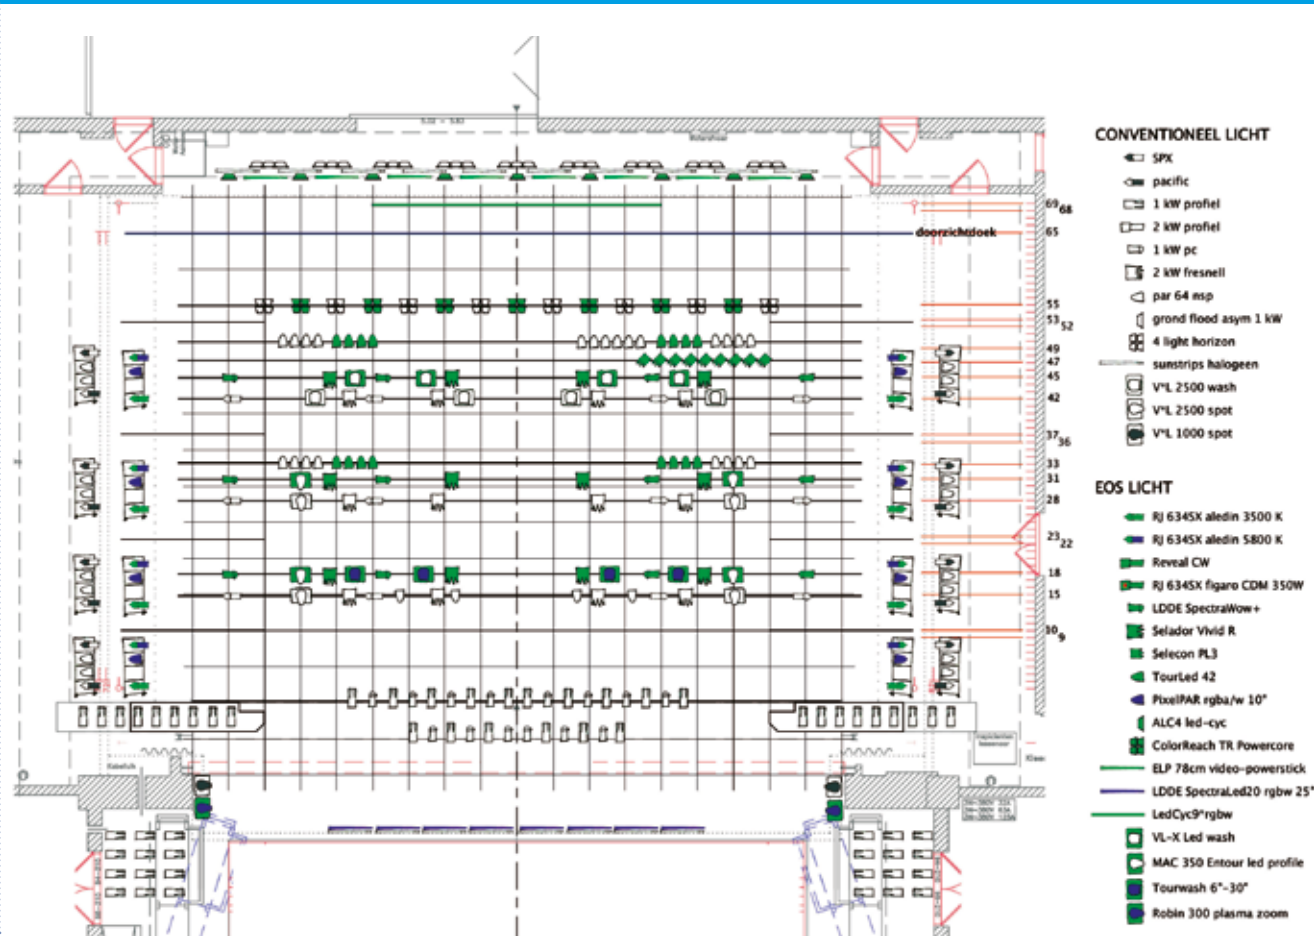 5.02 - 5.83
69
68
doorzichtdoek
65
55
53
52
49
47
45
42
37
36
33
31
28
23
22
18
15
10
9
CONVENTIONEEL LICHT
SPX
pacific
1 kW profiel
2 kW profiel
1 kW pc
2 kW fresnell
par 64 nsp
grond flood asym 1 kW
4 light horizon
sunstrips halogeen
V*L 2500 wash
V*L 2500 spot
V*L 1000 spot
EOS LICHT
RJ 634SX aledin 3500 K
RJ 634SX aledin 5800 K
Reveal CW
RJ 634SX figaro CDM 350W
LDDE SpectraWow+
Selador Vivid R
Selecon PL3
TourLed 42
PixelPAR rgba/w 10°
ALC4 led-cyc
ColorReach TR Powercore
ELP 78cm video-powerstick
LDDE SpectraLed20 rgbw 25°
LedCyc9*rgbw
VL-X Led wash
MAC 350 Entour led profile
Tourwash 6°-30°
Robin 300 plasma zoom